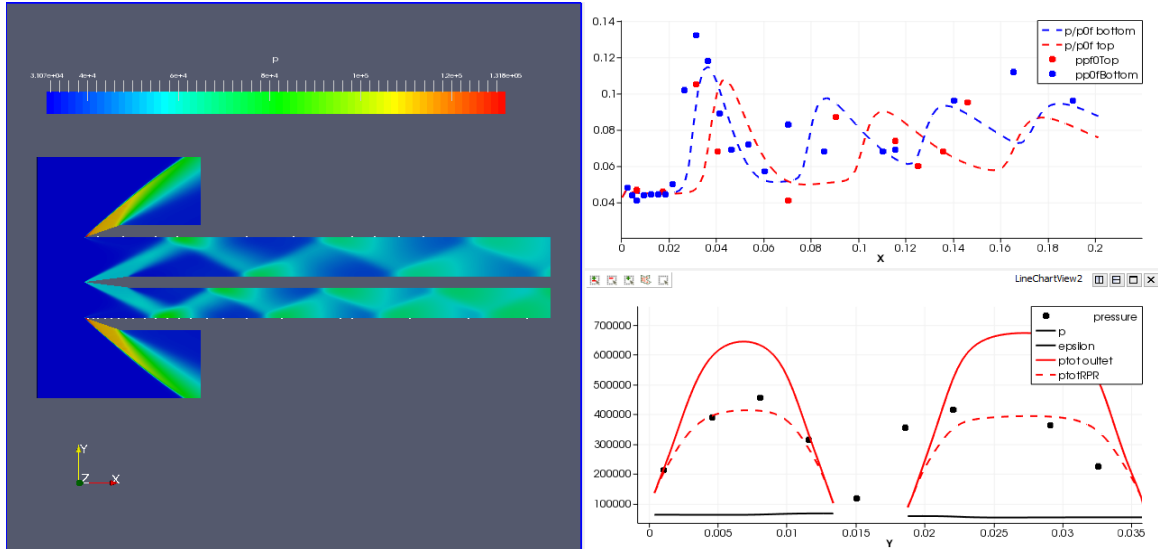 p
3.107e+04 4e+4 6e+4 8e+4 1e+5 1.2e+5 1.318e+05
Y
Z X
0.14
0.12
0.1
0.08
0.06
0.04
0 0.02 0.04 0.06 0.08 0.1 0.12 0.14 0.16 0.18 0.2
X
p/p0f bottom
p/p0f top
ppf0Top
pp0fBottom
LineChartView2
700000
600000
500000
400000
300000
200000
100000
0 0.005 0.01 0.015 0.02 0.025 0.03 0.035
Y
pressure
p
epsilon
ptot oultet
ptotRPR